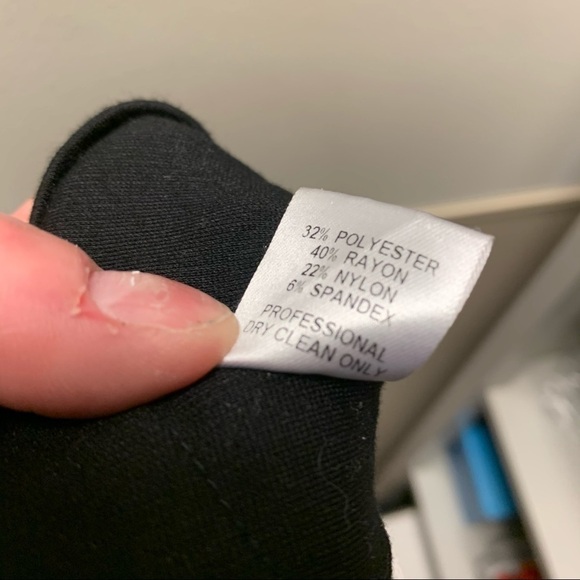 32% POLYESTER
40% RAYON
22% NYLON
6% SPANDEX
PROFESSIONAL
DRY CLEAN ONLY